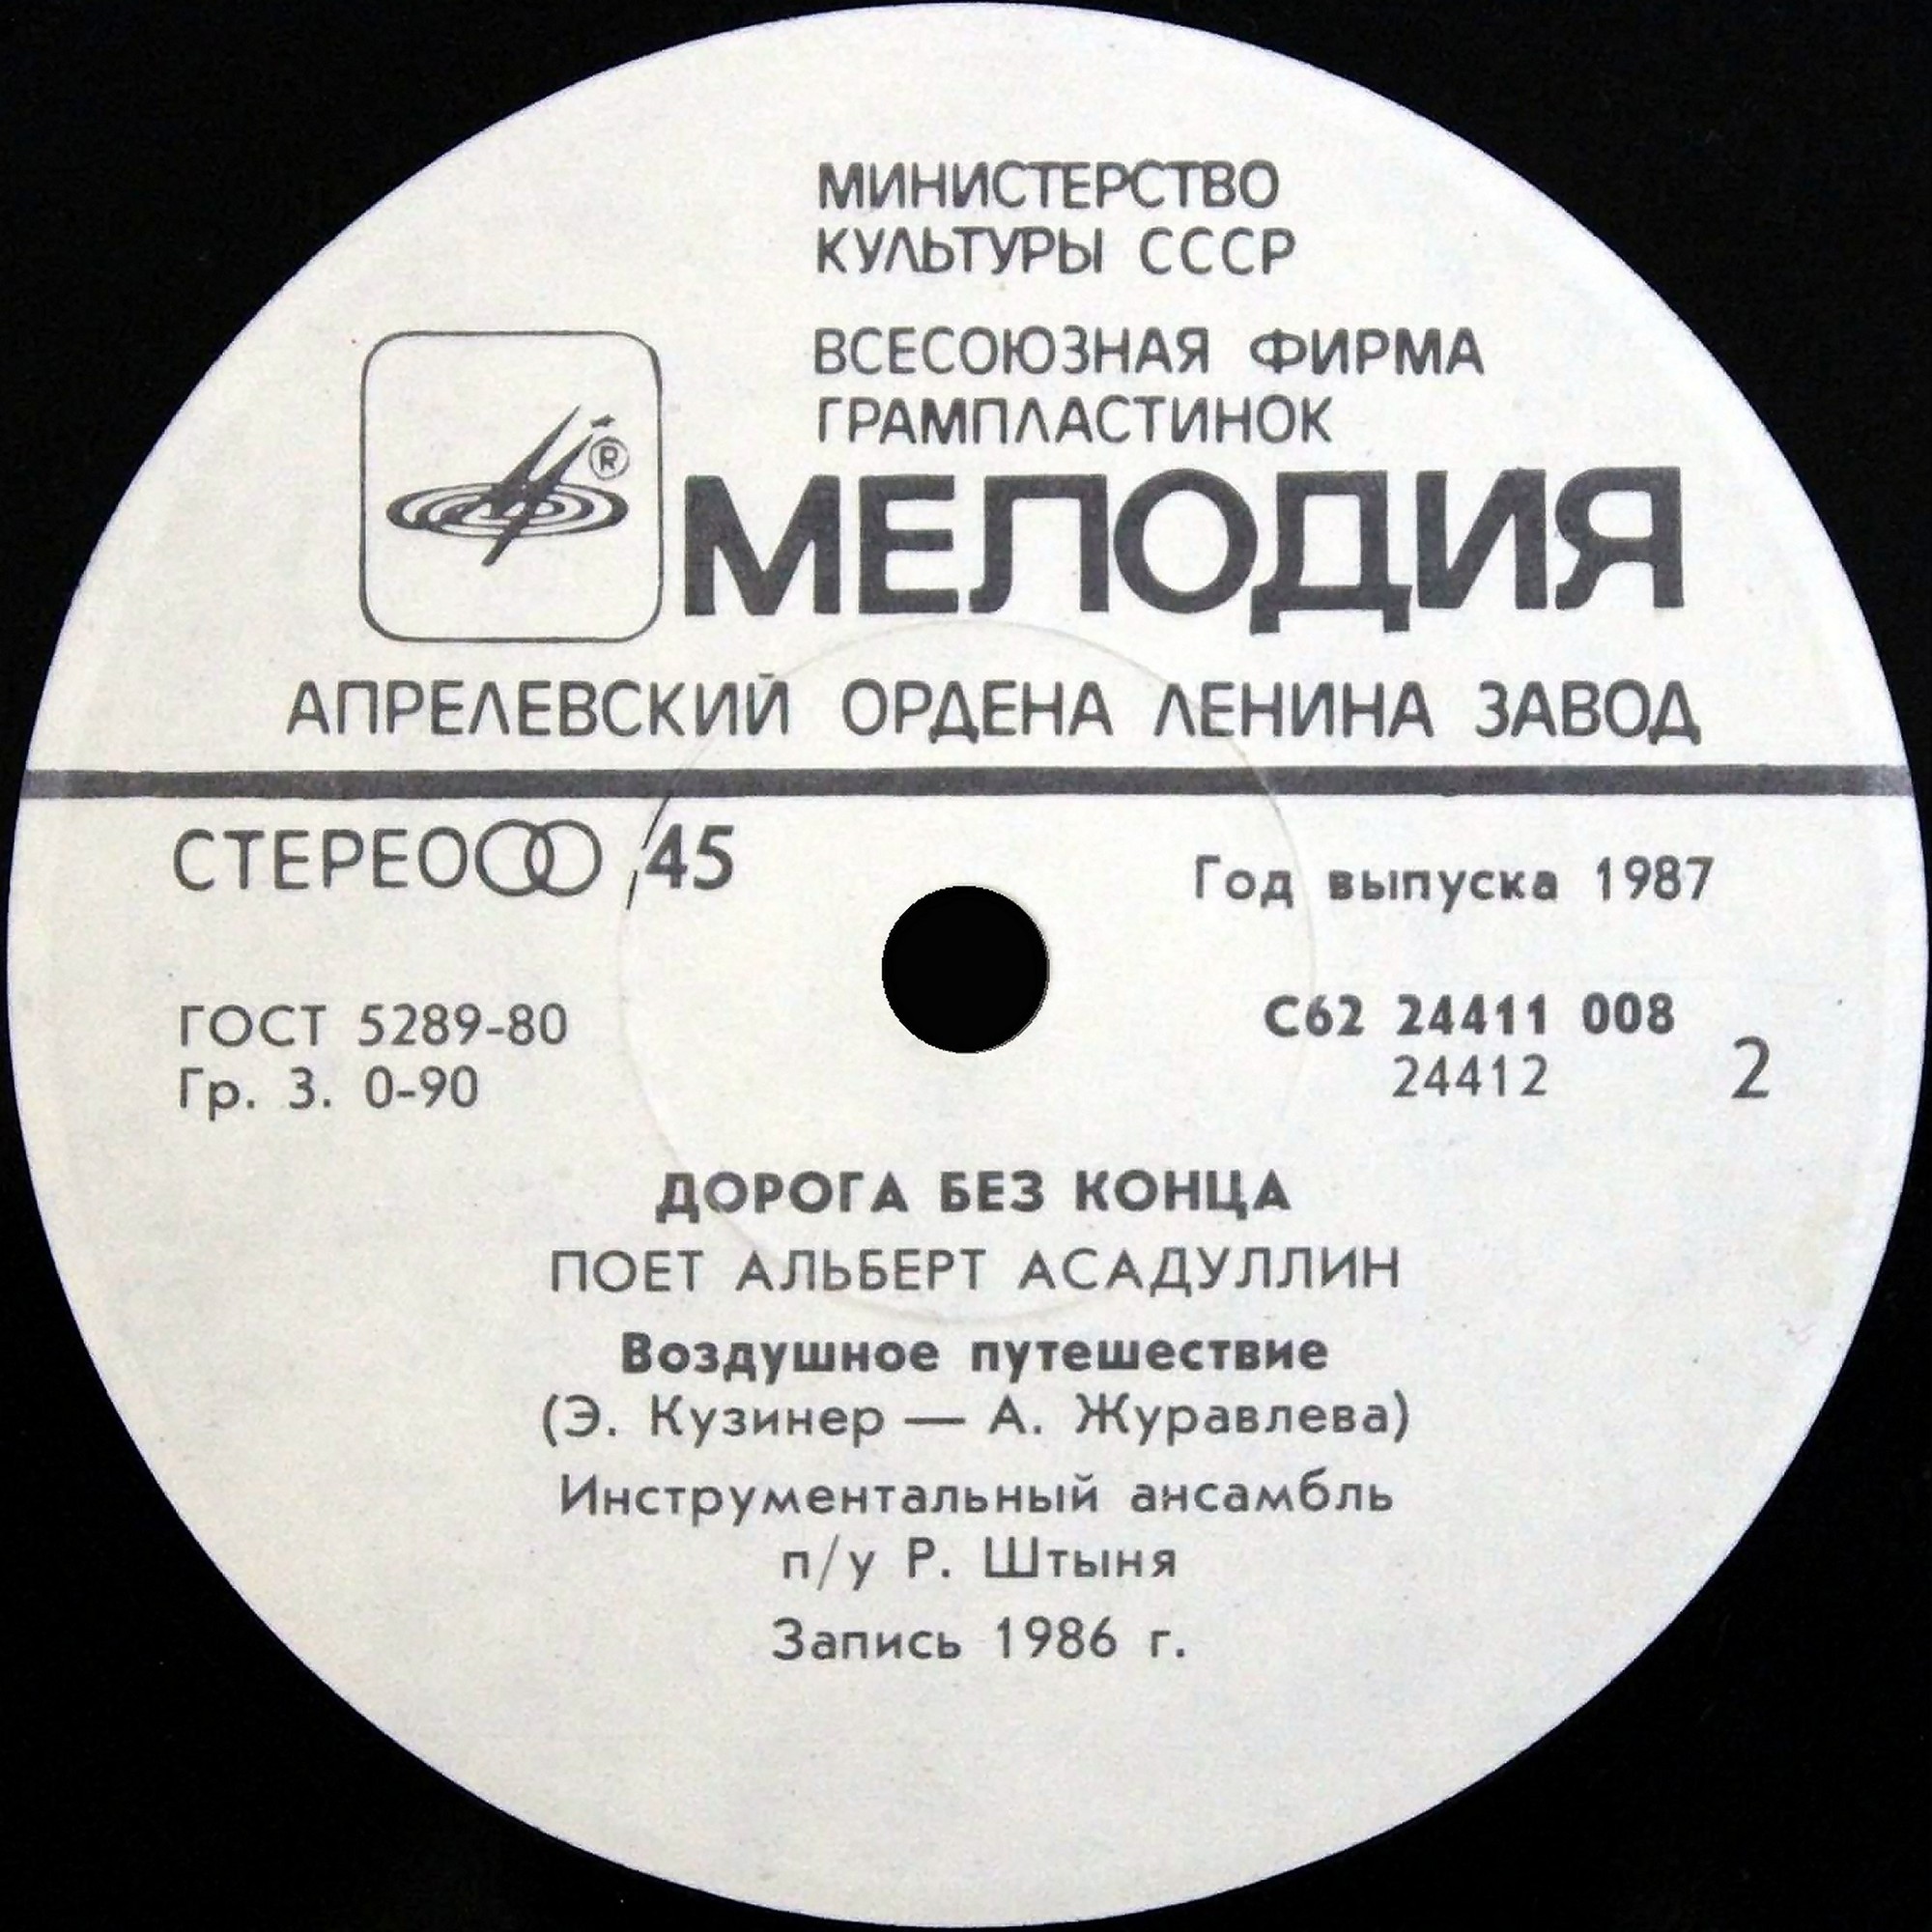 МИНИСТЕРСТВО
КУЛЬТУРЫ СССР
ВСЕСОЮЗНАЯ ФИРМА
ГРАМПЛАСТИНОК
®
МЕЛОДИЯ
АПРЕЛЕВСКИЙ ОРДЕНА ЛЕНИНА ЗАВОД
СТЕРЕО 45
Год выпуска 1987
ГОСТ 5289-80
Гр. 3. 0-90
С62 24411 008
24412
2
ДОРОГА БЕЗ КОНЦА
ПОЕТ АЛЬБЕРТ АСАДУЛЛИН
Воздушное путешествие
(Э. Кузинер — А. Журавлева)
Инструментальный ансамбль
п/у Р. Штыня
Запись 1986 г.